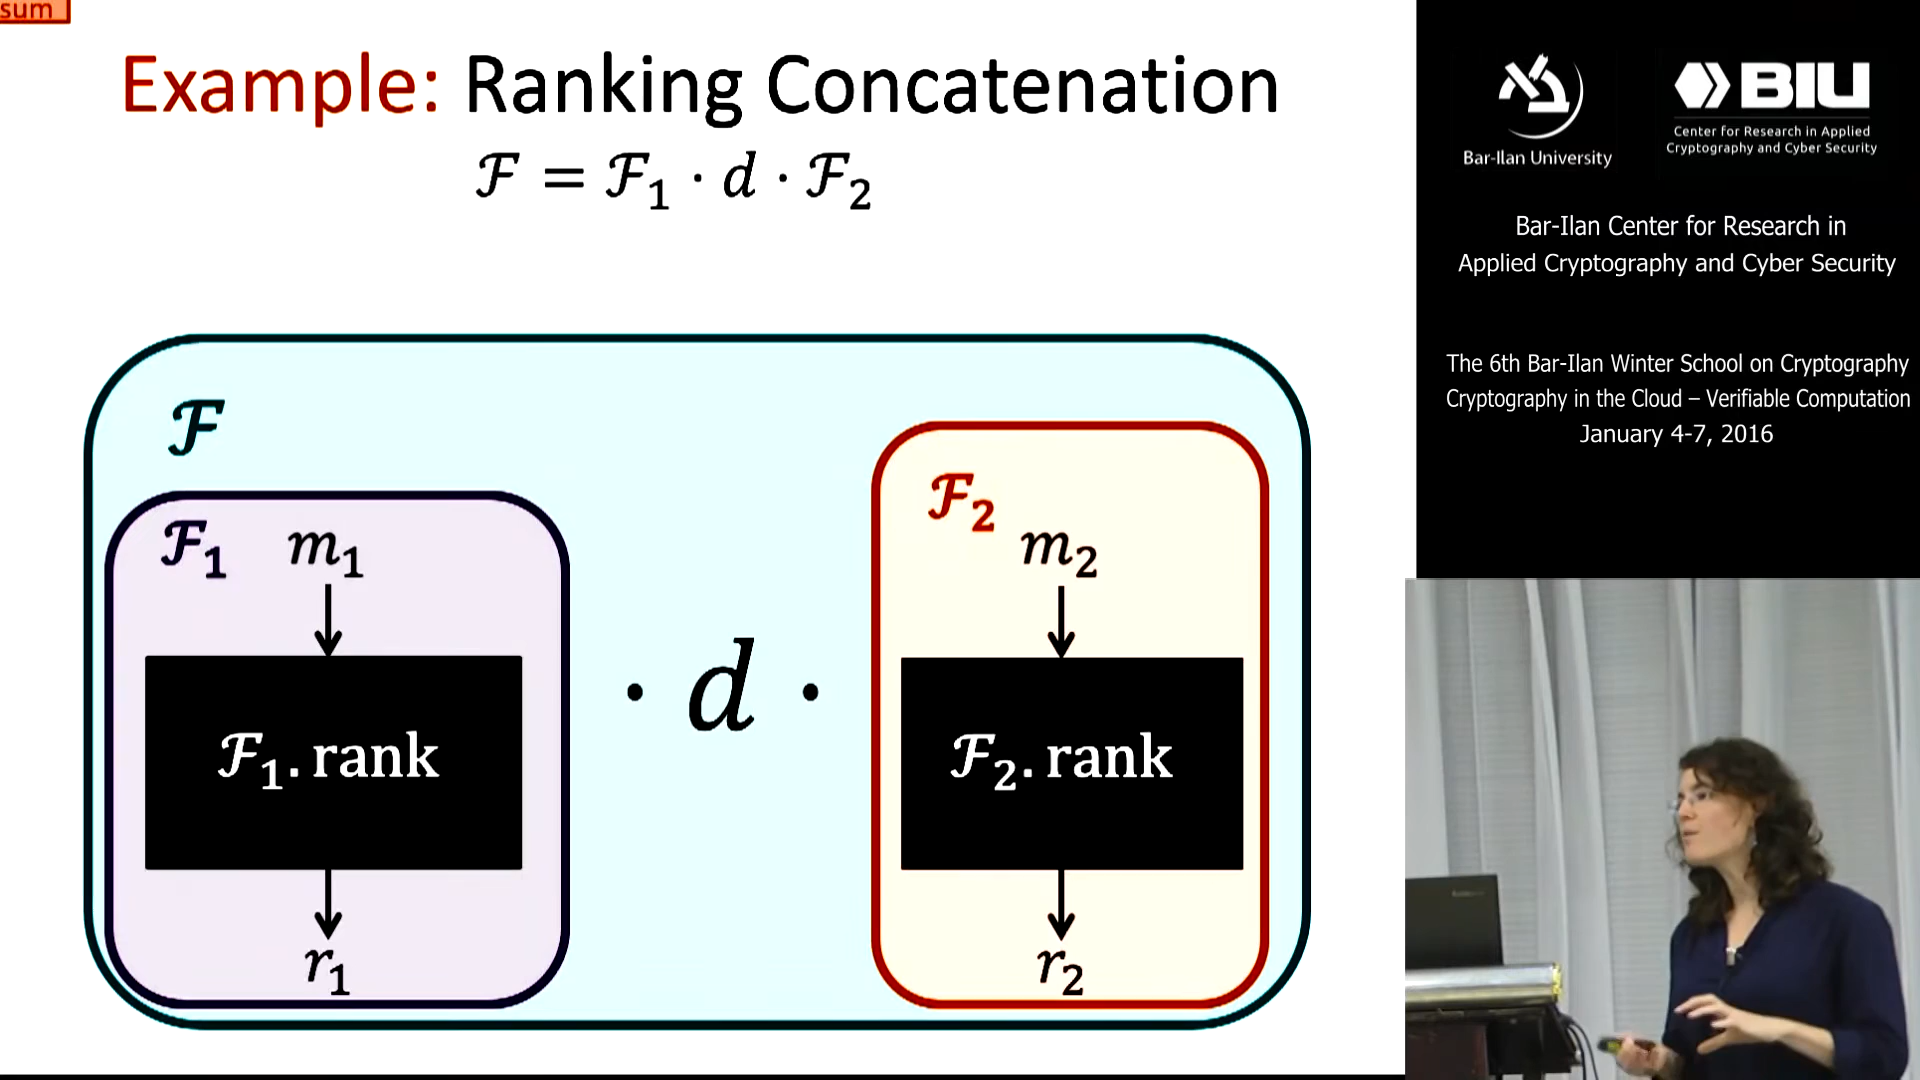 sum
Example: Ranking Concatenation
ℱ = ℱ₁ · d · ℱ₂
ℱ
ℱ₁ m₁
ℱ₁.rank
r₁
· d ·
ℱ₂
m₂
ℱ₂.rank
r₂
Bar-Ilan University
BIU
Center for Research in Applied
Cryptography and Cyber Security
Bar-Ilan Center for Research in
Applied Cryptography and Cyber Security
The 6th Bar-Ilan Winter School on Cryptography
Cryptography in the Cloud – Verifiable Computation
January 4-7, 2016